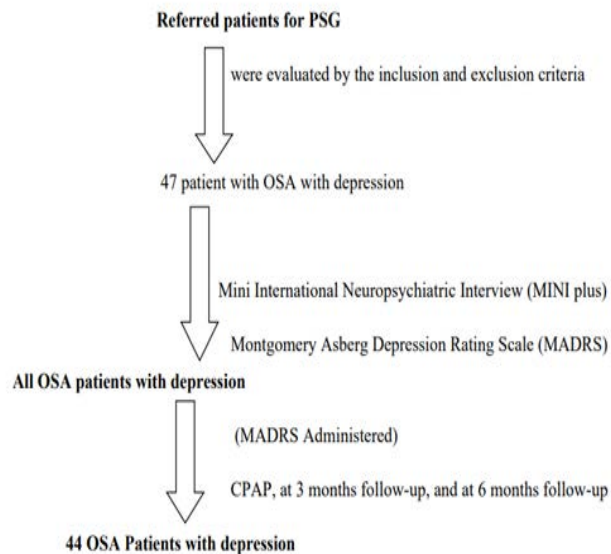 Referred patients for PSG
were evaluated by the inclusion and exclusion criteria
47 patient with OSA with depression
Mini International Neuropsychiatric Interview (MINI plus)
Montgomery Asberg Depression Rating Scale (MADRS)
All OSA patients with depression
(MADRS Administered)
CPAP, at 3 months follow-up, and at 6 months follow-up
44 OSA Patients with depression